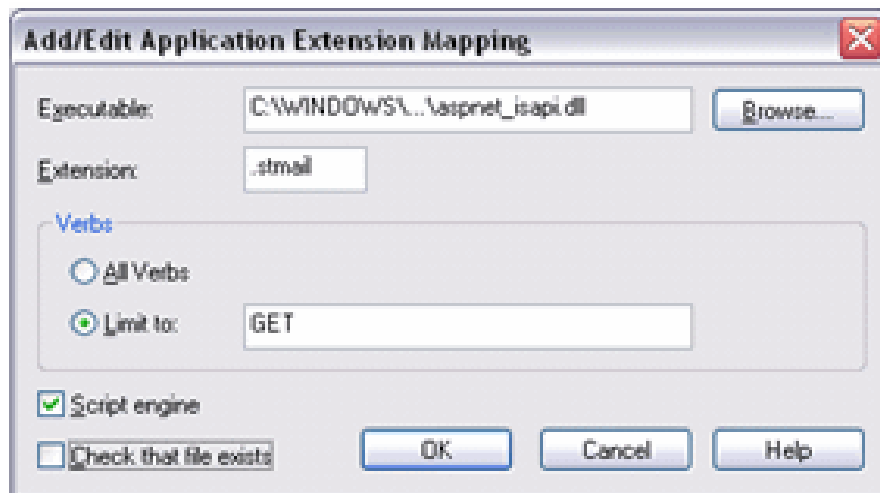 Add/Edit Application Extension Mapping
Executable:
C:\WINDOWS\...\aspnet_isapi.dll
Browse...
Extension:
.stmail
Verbs
All Verbs
Limit to:
GET
Script engine
Check that file exists
OK
Cancel
Help